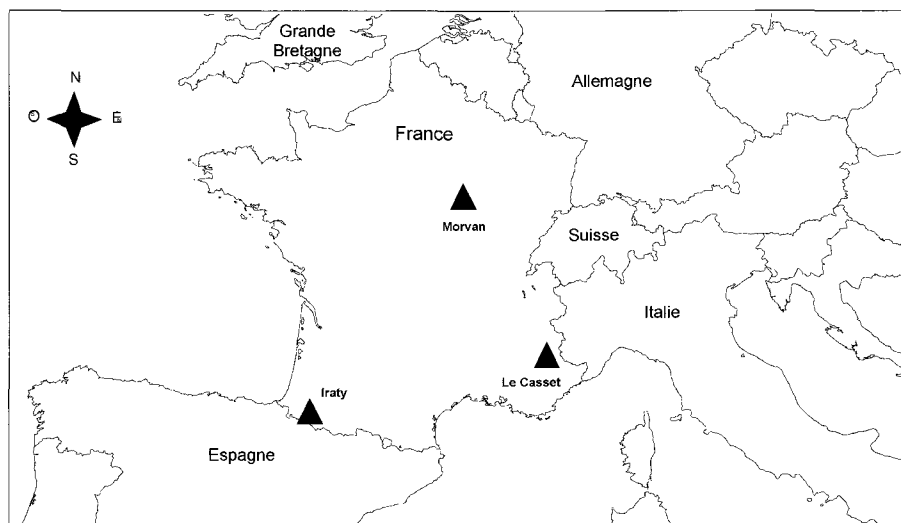 Grande
Bretagne
Allemagne
N
O
E
S
France
Morvan
Suisse
Italie
Le Casset
Iraty
Espagne